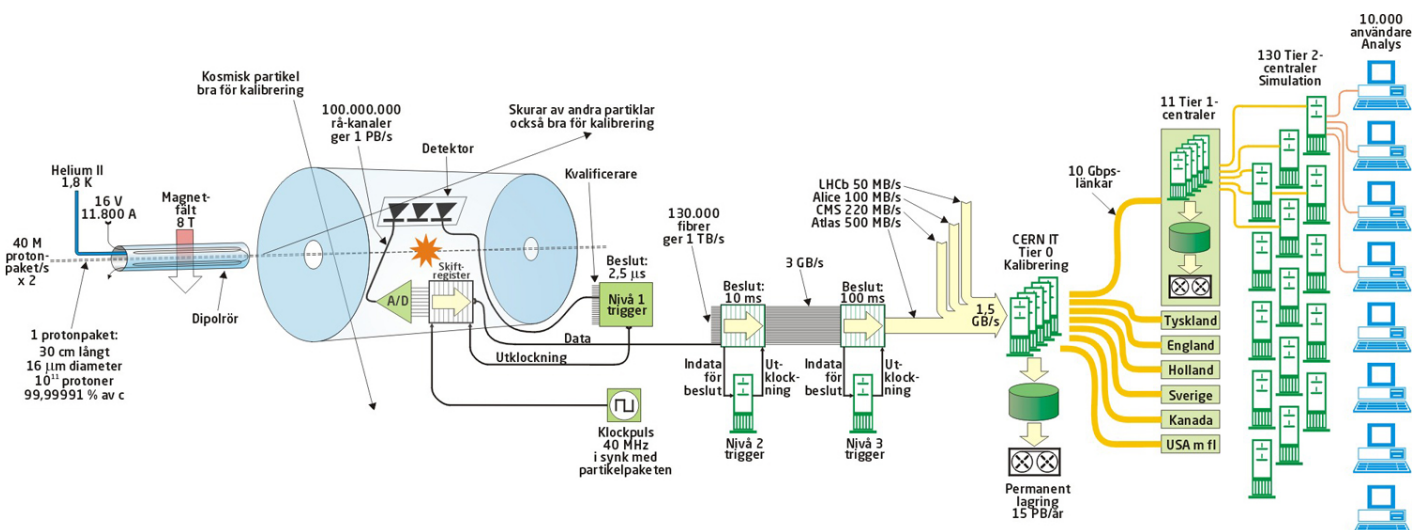 Kosmisk partikel
bra för kalibrering
100.000.000
rå-kanaler
ger 1 PB/s
Skurar av andra partiklar
också bra för kalibrering
Detektor
Kvalificerare
Helium II
1,8 K
16 V
11.800 A
Magnet-
fält
8 T
40 M
proton-
paket/s
x 2
Dipolrör
1 protonpaket:
30 cm långt
16 µm diameter
10¹¹ protoner
99,99991 % av c
A/D
Skift-
register
Beslut:
2,5 µs
Nivå 1
trigger
Data
Utklockning
Klockpuls
40 MHz
i synk med
partikelpaketen
130.000
fibrer
ger 1 TB/s
Beslut:
10 ms
Indata
för
beslut
Ut-
klock-
ning
Nivå 2
trigger
3 GB/s
Beslut:
100 ms
Indata
för
beslut
Ut-
klock-
ning
Nivå 3
trigger
LHCb 50 MB/s
Alice 100 MB/s
CMS 220 MB/s
Atlas 500 MB/s
1,5
GB/s
CERN IT
Tier 0
Kalibrering
Permanent
lagring
15 PB/år
10 Gbps-
länkar
11 Tier 1-
centraler
Tyskland
England
Holland
Sverige
Kanada
USA m fl
130 Tier 2-
centraler
Simulation
10.000
användare
Analys